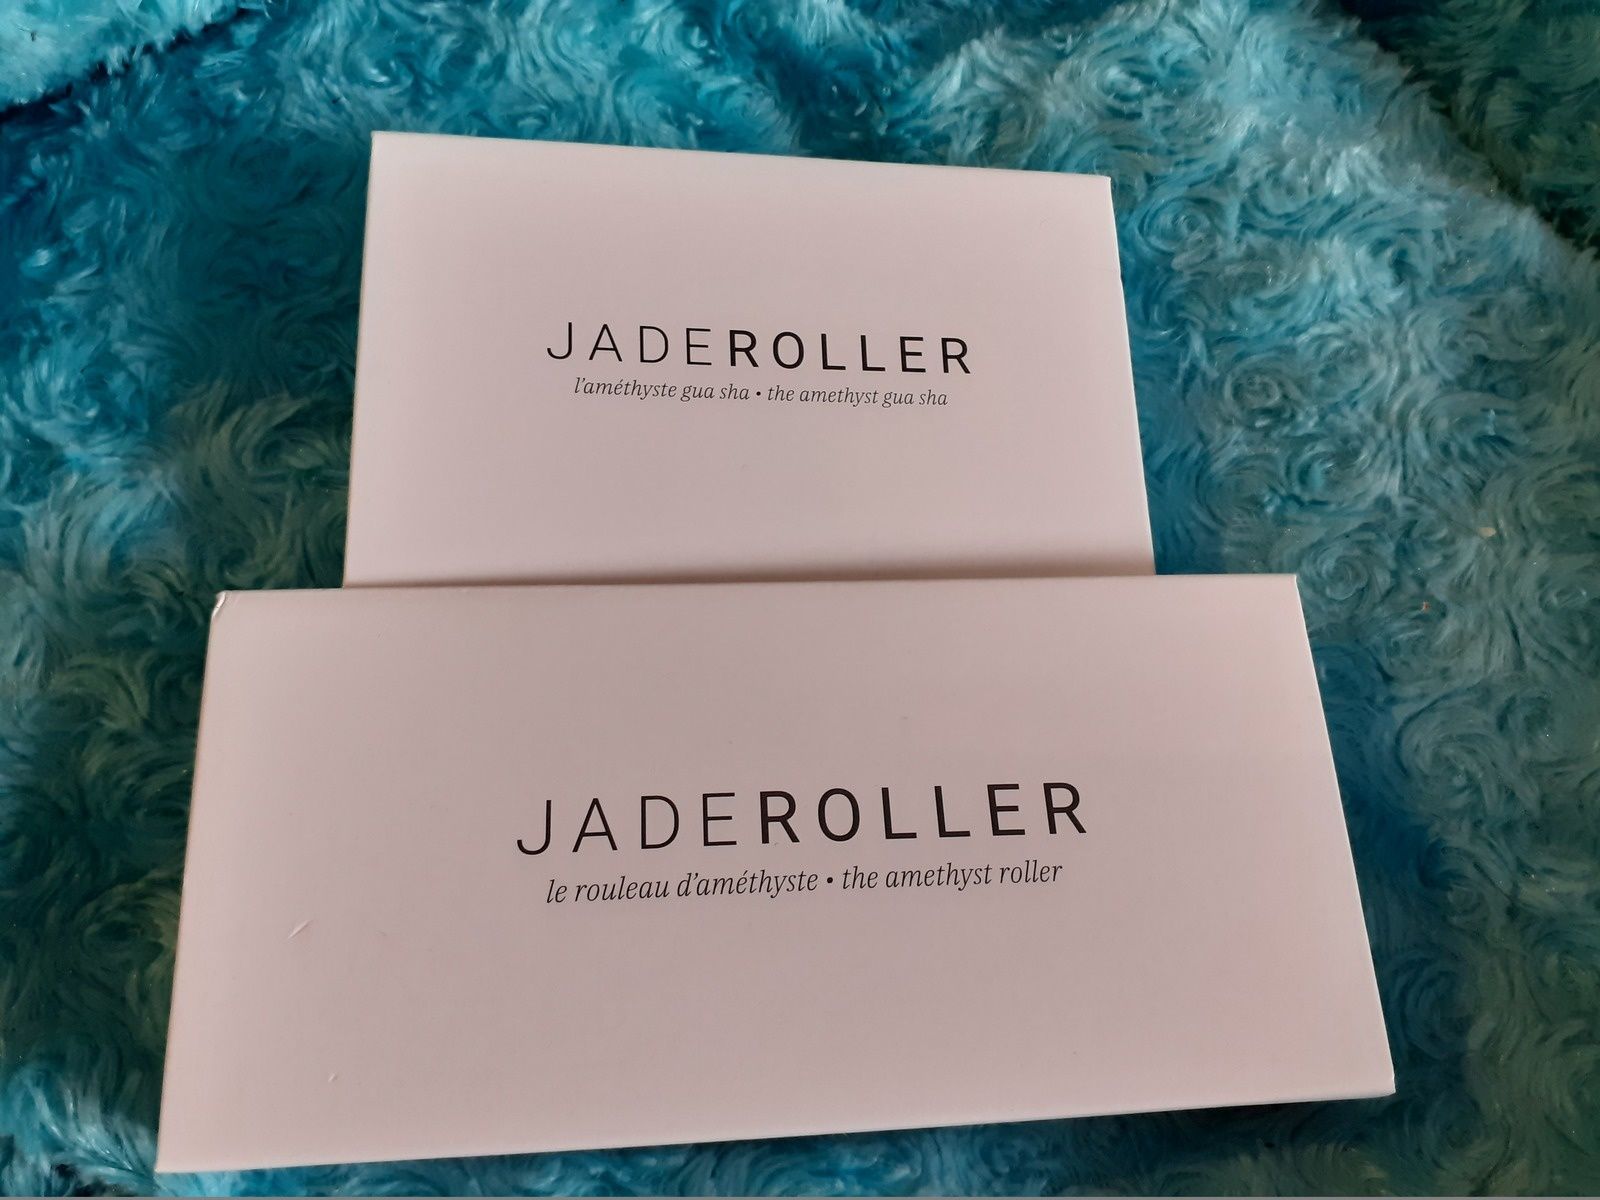 JADEROLLER
l'améthyste gua sha • the amethyst gua sha
JADEROLLER
le rouleau d'améthyste • the amethyst roller